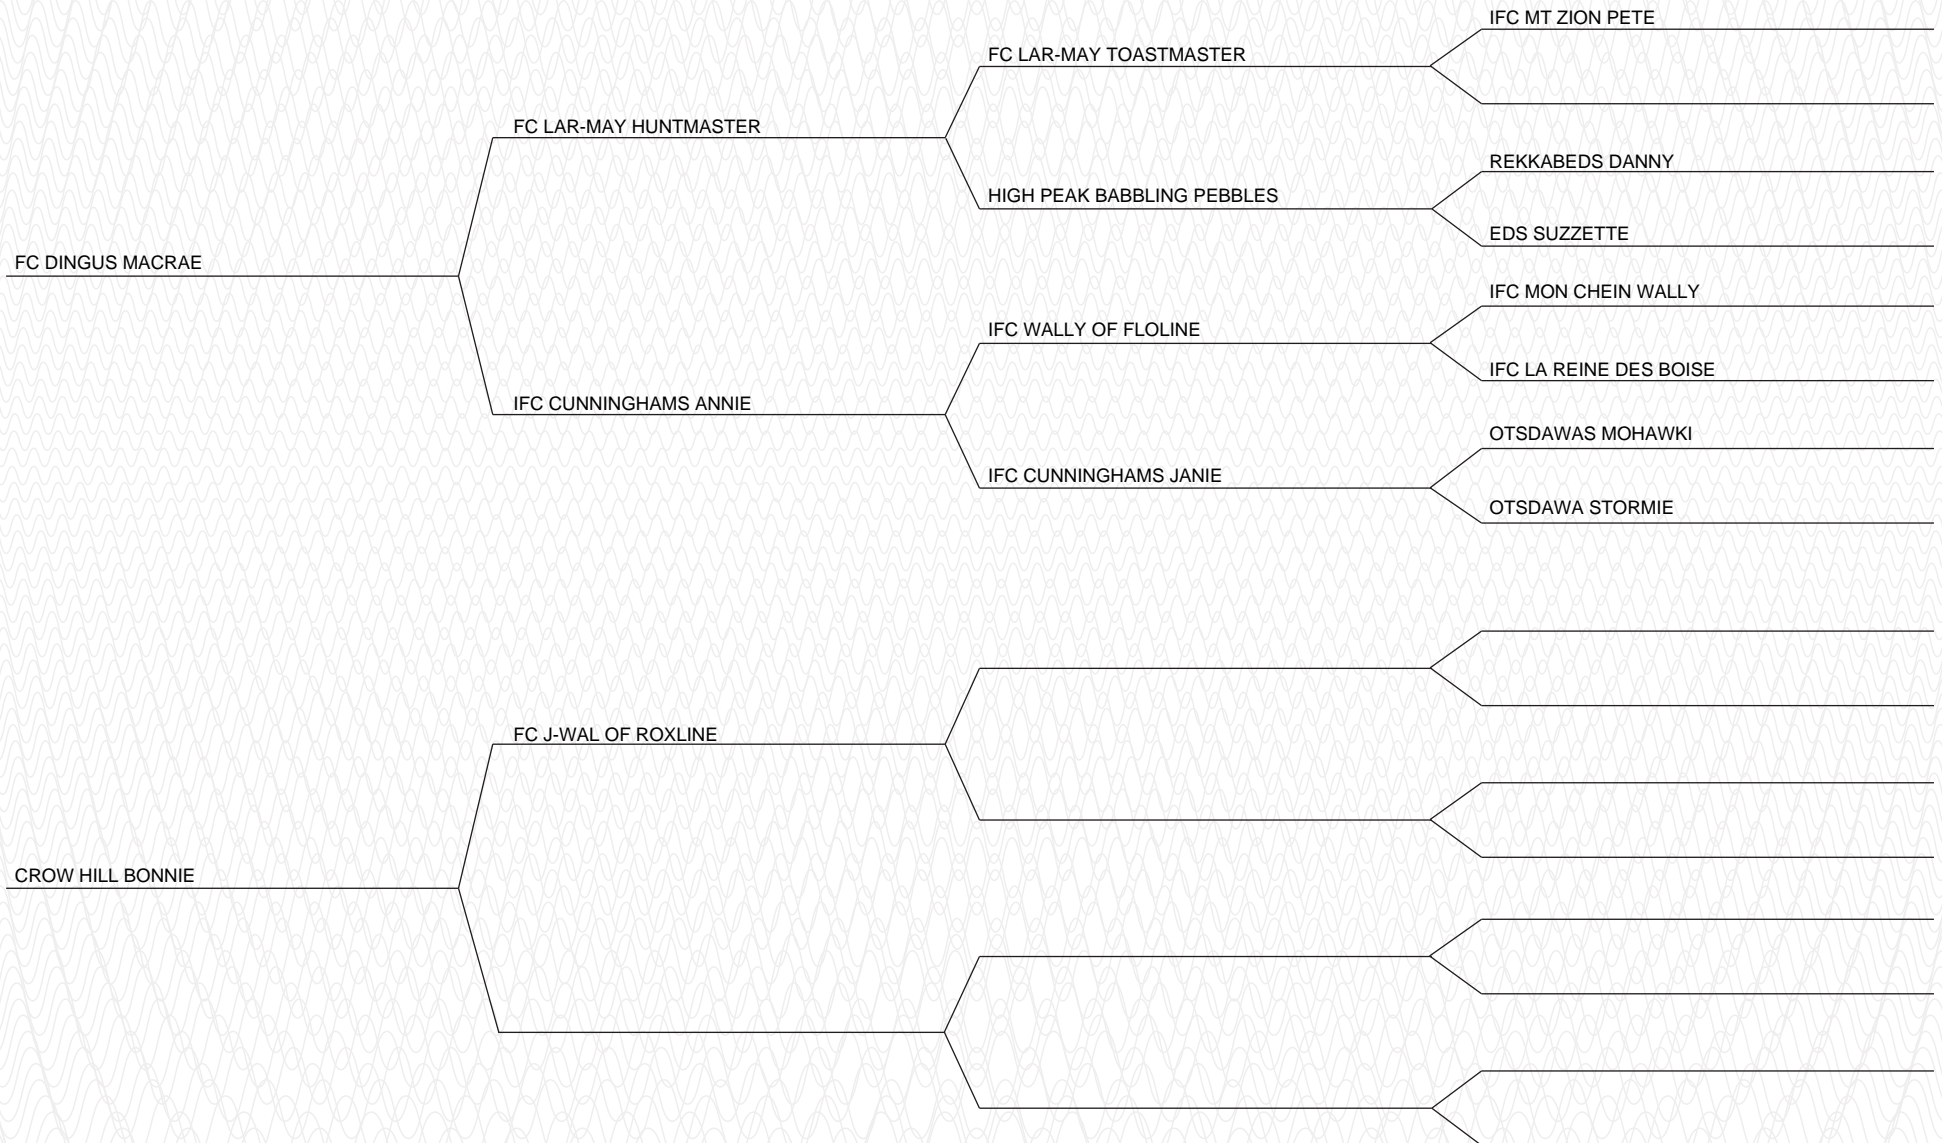 IFC MT ZION PETE
FC LAR-MAY TOASTMASTER
FC LAR-MAY HUNTMASTER
REKKABEDS DANNY
HIGH PEAK BABBLING PEBBLES
EDS SUZZETTE
FC DINGUS MACRAE
IFC MON CHEIN WALLY
IFC WALLY OF FLOLINE
IFC LA REINE DES BOISE
IFC CUNNINGHAMS ANNIE
OTSDAWAS MOHAWKI
IFC CUNNINGHAMS JANIE
OTSDAWA STORMIE
FC J-WAL OF ROXLINE
CROW HILL BONNIE